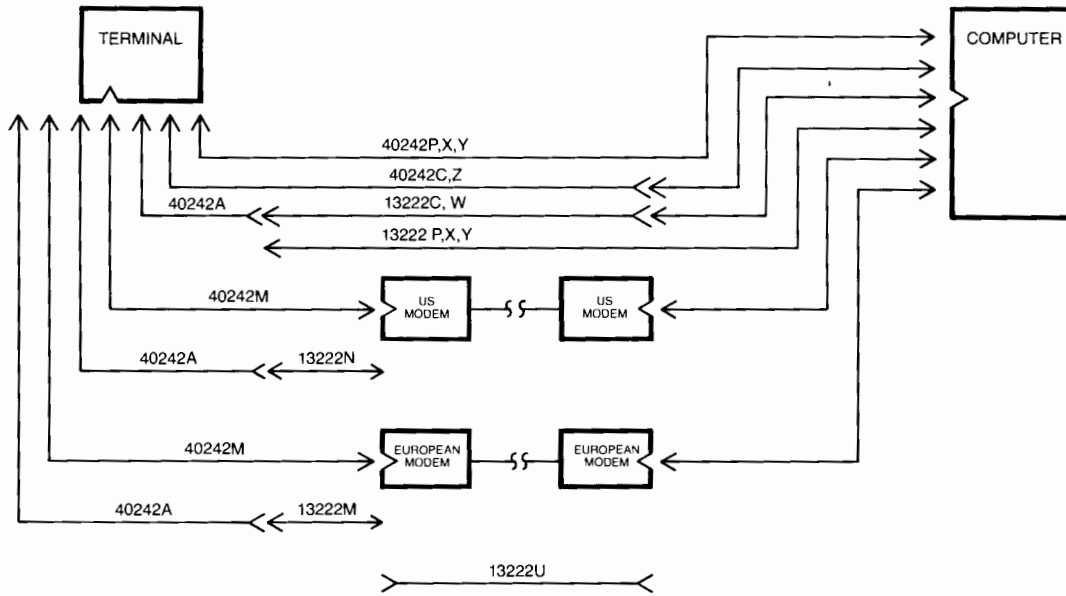 TERMINAL
COMPUTER
40242P,X,Y
40242C,Z
40242A
13222C, W
13222 P,X,Y
40242M
US
MODEM
US
MODEM
40242A
13222N
40242M
EUROPEAN
MODEM
EUROPEAN
MODEM
40242A
13222M
13222U